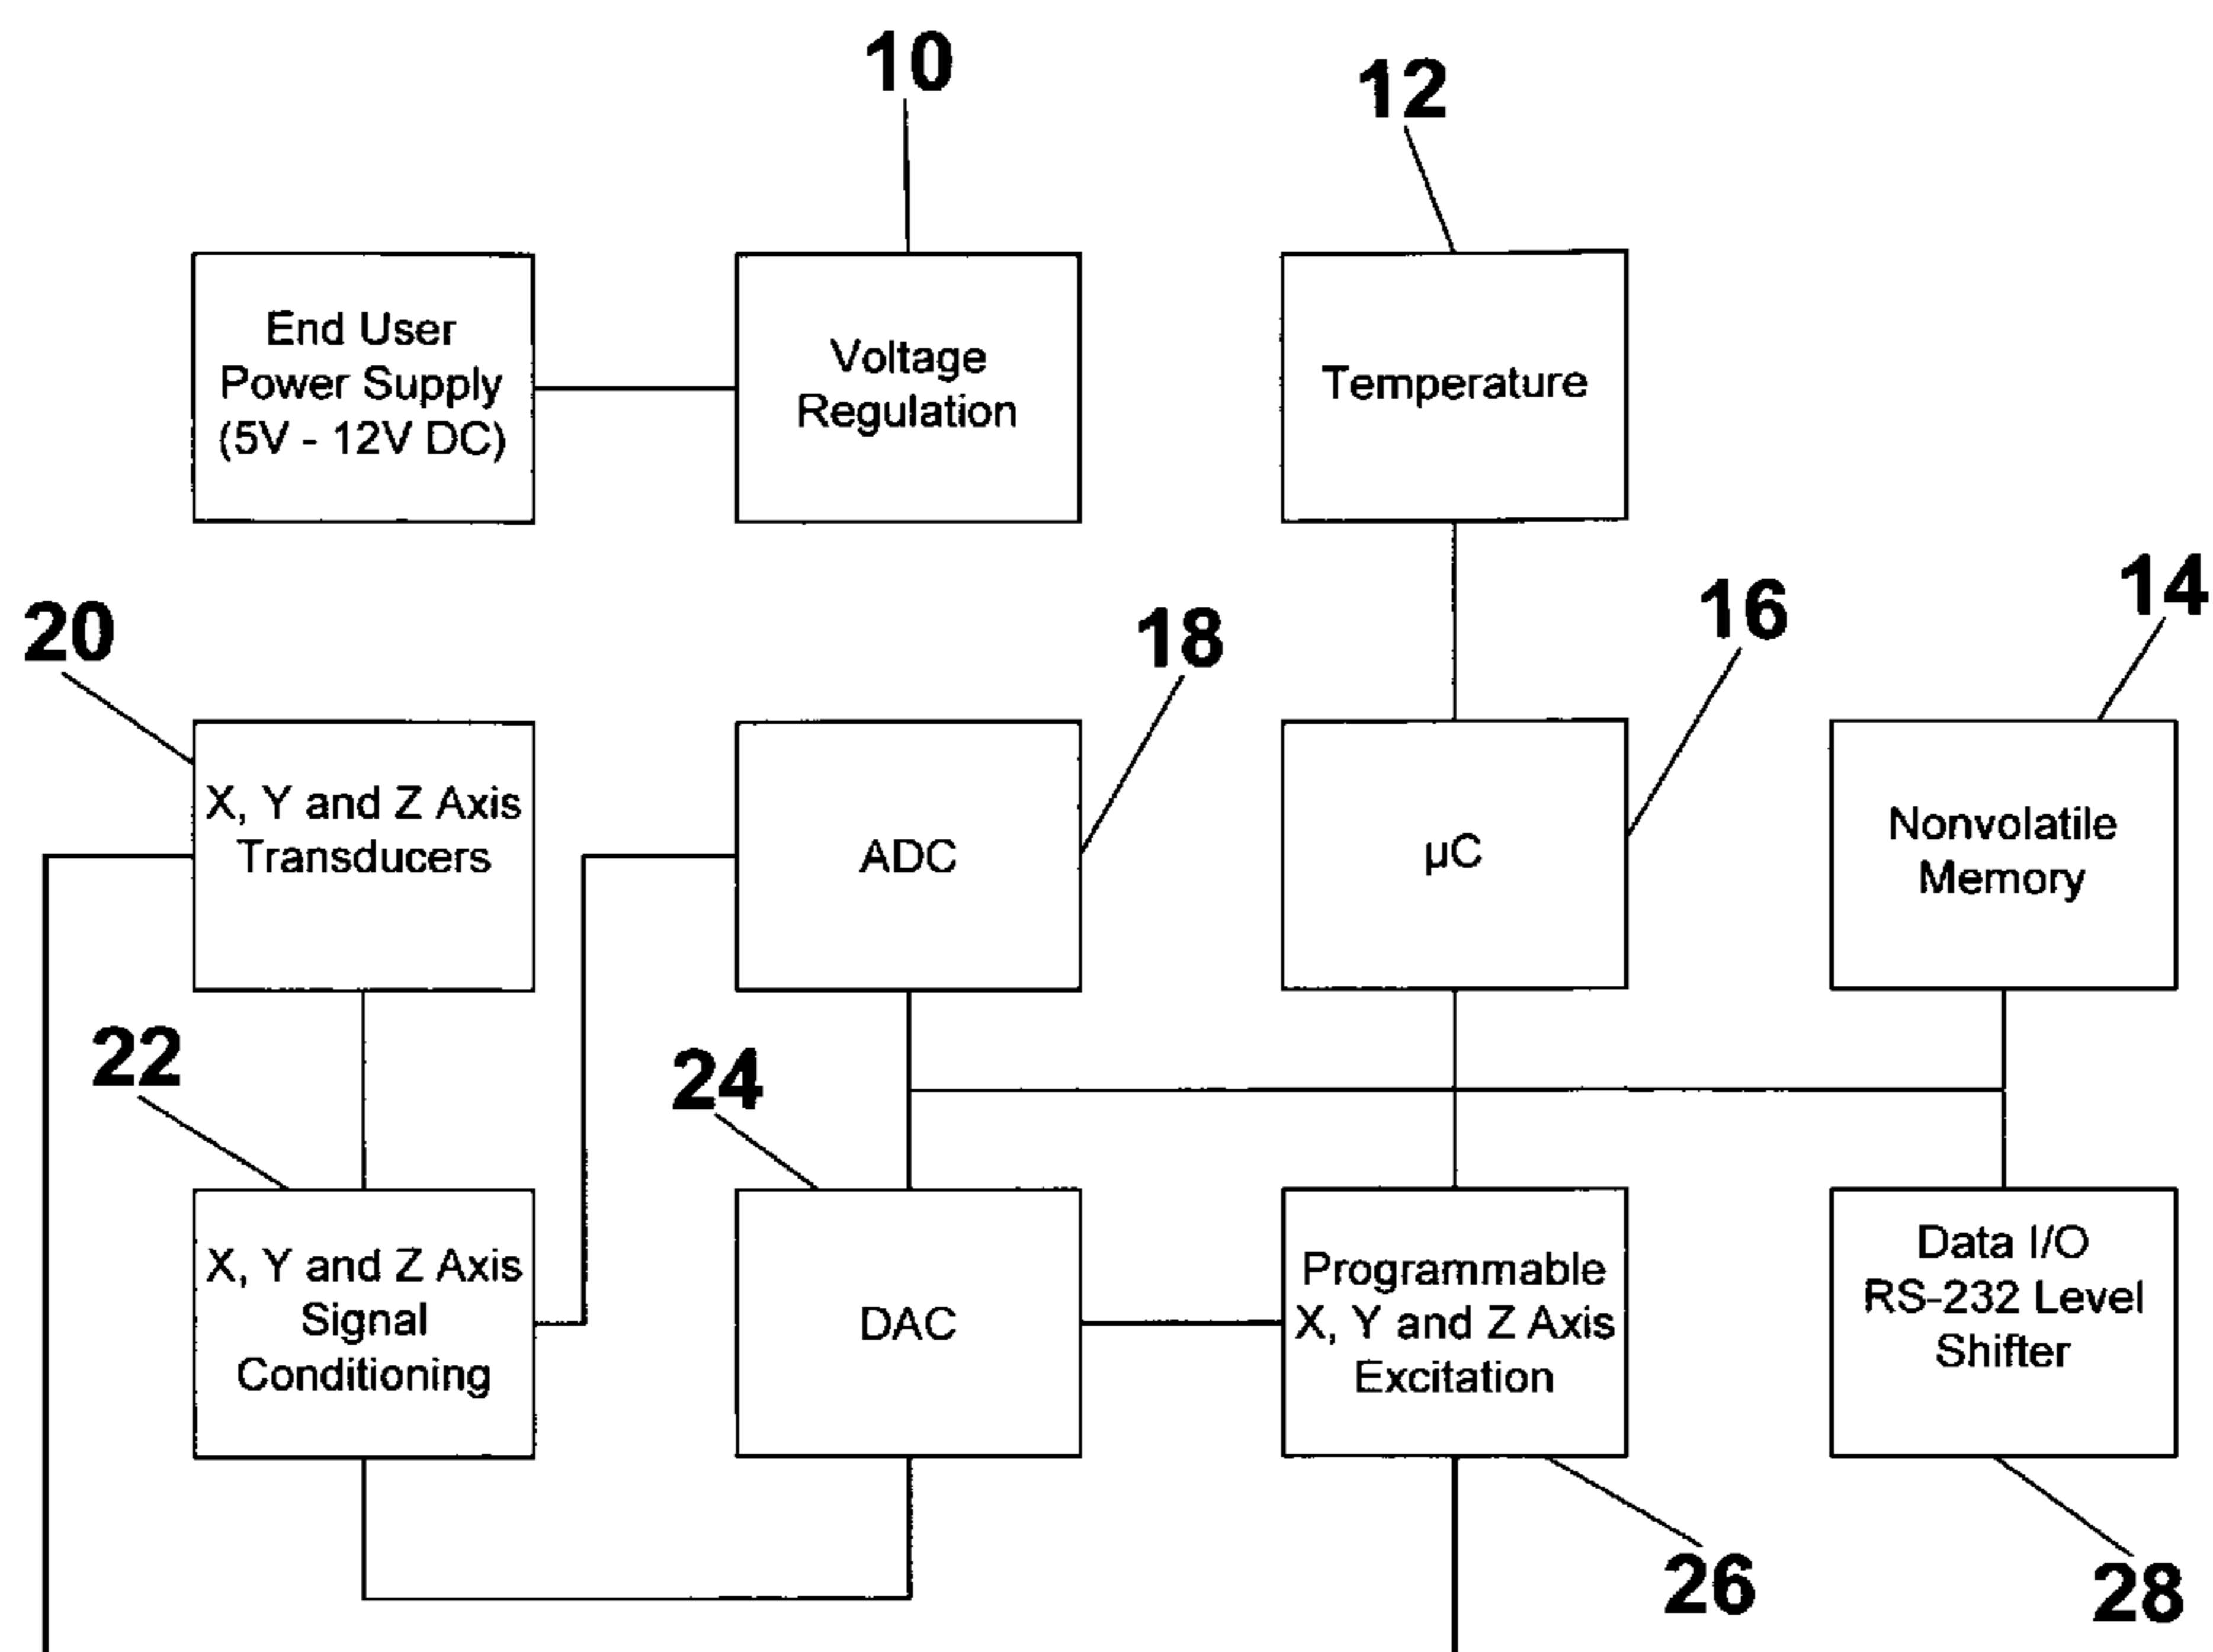 10
12
End User
Power Supply
(5V - 12V DC)
Voltage
Regulation
Temperature
14
16
18
20
X, Y and Z Axis
Transducers
ADC
µC
Nonvolatile
Memory
22
24
X, Y and Z Axis
Signal
Conditioning
DAC
Programmable
X, Y and Z Axis
Excitation
Data I/O
RS-232 Level
Shifter
26
28